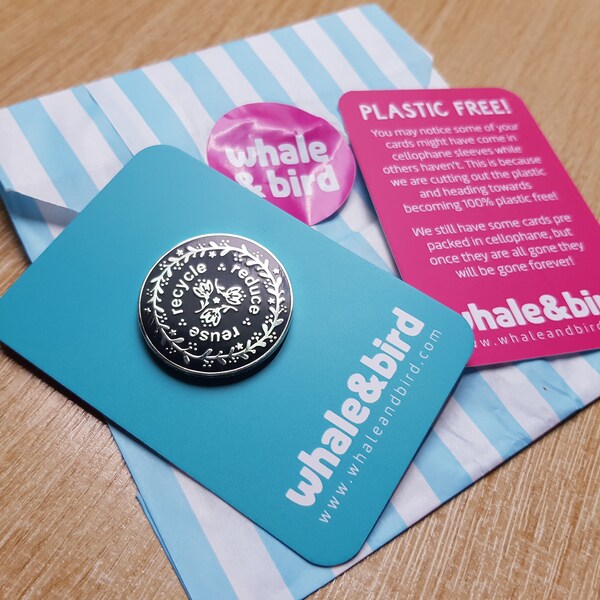 whale
& bird
PLASTIC FREE!
You may notice some of your
cards might have come in
cellophane sleeves while
others haven't. This is because
we are cutting out the plastic
and heading towards
becoming 100% plastic free!
We still have some cards pre
packed in cellophane, but
once they are all gone they
will be gone forever!
whale&bird
www.whaleandbird
recycle reduce reuse
whale&bird
www.whaleandbird.com